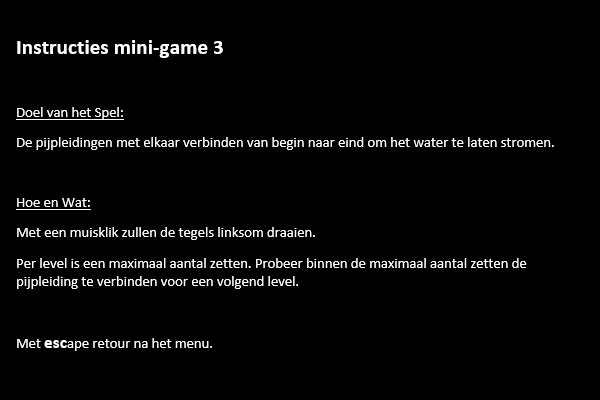 Instructies mini-game 3
Doel van het Spel:
De pijpleidingen met elkaar verbinden van begin naar eind om het water te laten stromen.
Hoe en Wat:
Met een muisklik zullen de tegels linksom draaien.
Per level is een maximaal aantal zetten. Probeer binnen de maximaal aantal zetten de
pijpleiding te verbinden voor een volgend level.
Met escape retour na het menu.